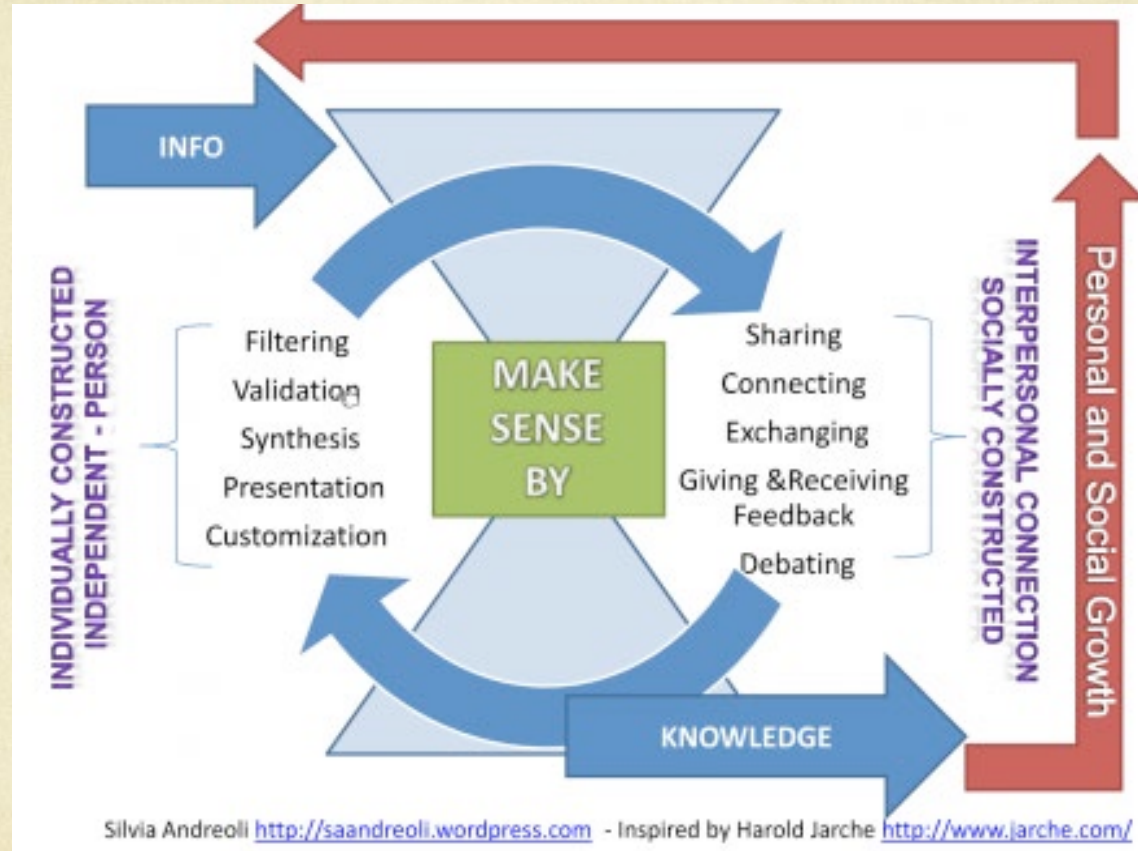 INFO
INDIVIDUALLY CONSTRUCTED
INDEPENDENT - PERSON
Filtering
Validation
Synthesis
Presentation
Customization
MAKE
SENSE
BY
Sharing
Connecting
Exchanging
Giving &Receiving
Feedback
Debating
INTERPERSONAL CONNECTION
SOCIALLY CONSTRUCTED
Personal and Social Growth
KNOWLEDGE
Silvia Andreoli http://saandreoli.wordpress.com - Inspired by Harold Jarche http://www.jarche.com/